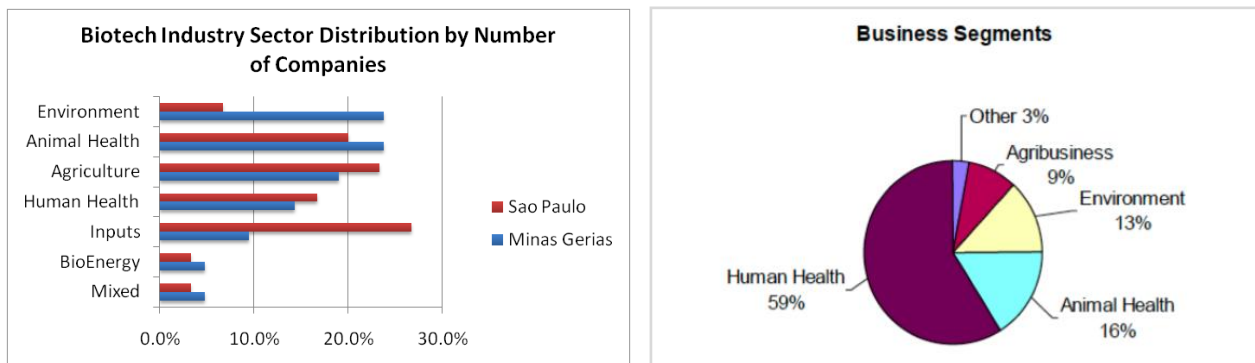 Biotech Industry Sector Distribution by Number
of Companies
Environment
Animal Health
Agriculture
Human Health
Inputs
BioEnergy
Mixed
0.0%
10.0%
20.0%
30.0%
Sao Paulo
Minas Gerias
Business Segments
Other 3%
Agribusiness
9%
Environment
13%
Human Health
59%
Animal Health
16%